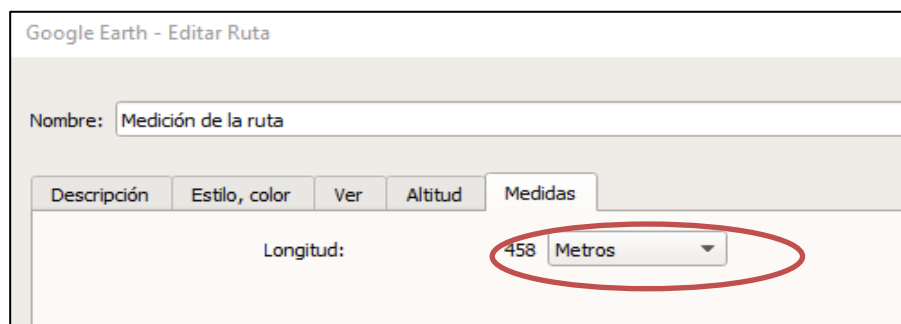 Google Earth - Editar Ruta
Nombre: Medición de la ruta
Descripción Estilo, color Ver Altitud Medidas
Longitud: 458 Metros